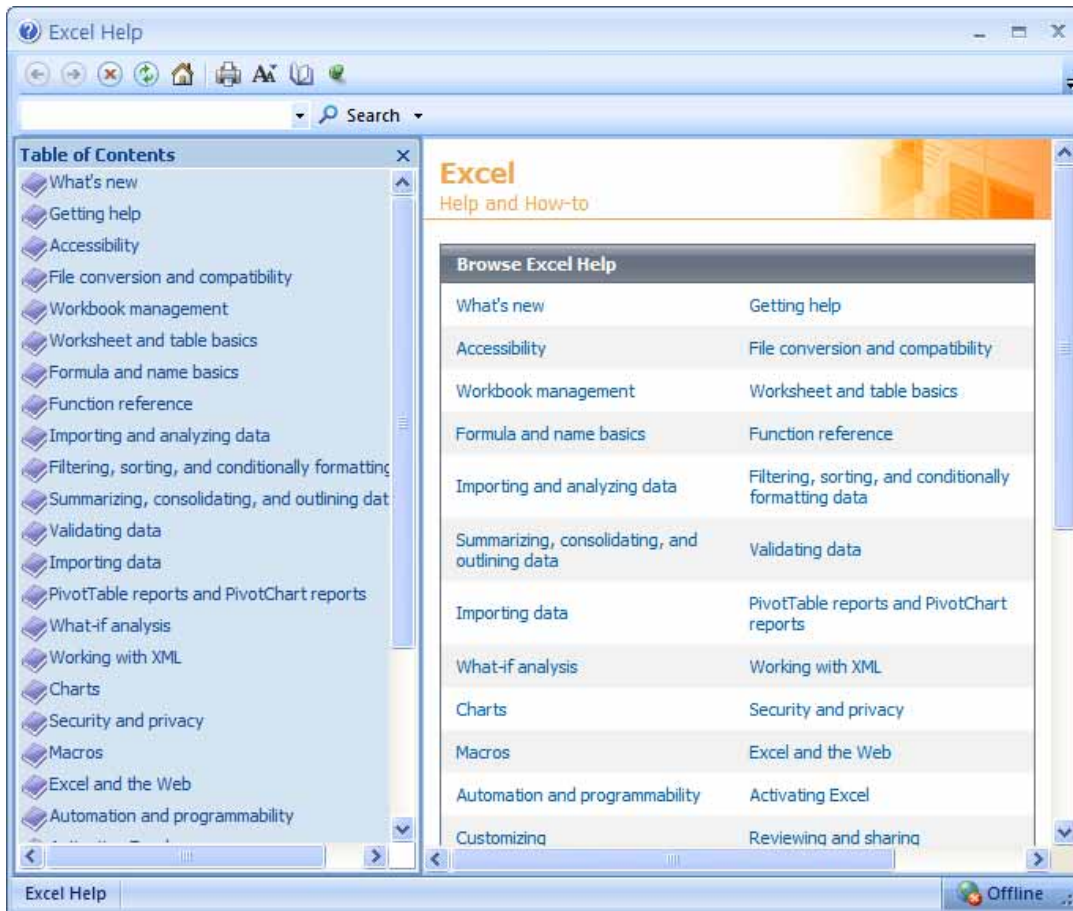 Excel Help
Search
Table of Contents
What's new
Getting help
Accessibility
File conversion and compatibility
Workbook management
Worksheet and table basics
Formula and name basics
Function reference
Importing and analyzing data
Filtering, sorting, and conditionally formatting
Summarizing, consolidating, and outlining dat
Validating data
Importing data
PivotTable reports and PivotChart reports
What-if analysis
Working with XML
Charts
Security and privacy
Macros
Excel and the Web
Automation and programmability
Excel
Help and How-to
Browse Excel Help
What's new
Getting help
Accessibility
File conversion and compatibility
Workbook management
Worksheet and table basics
Formula and name basics
Function reference
Importing and analyzing data
Filtering, sorting, and conditionally
formatting data
Summarizing, consolidating, and
outlining data
Validating data
Importing data
PivotTable reports and PivotChart
reports
What-if analysis
Working with XML
Charts
Security and privacy
Macros
Excel and the Web
Automation and programmability
Activating Excel
Customizing
Reviewing and sharing
Excel Help
Offline